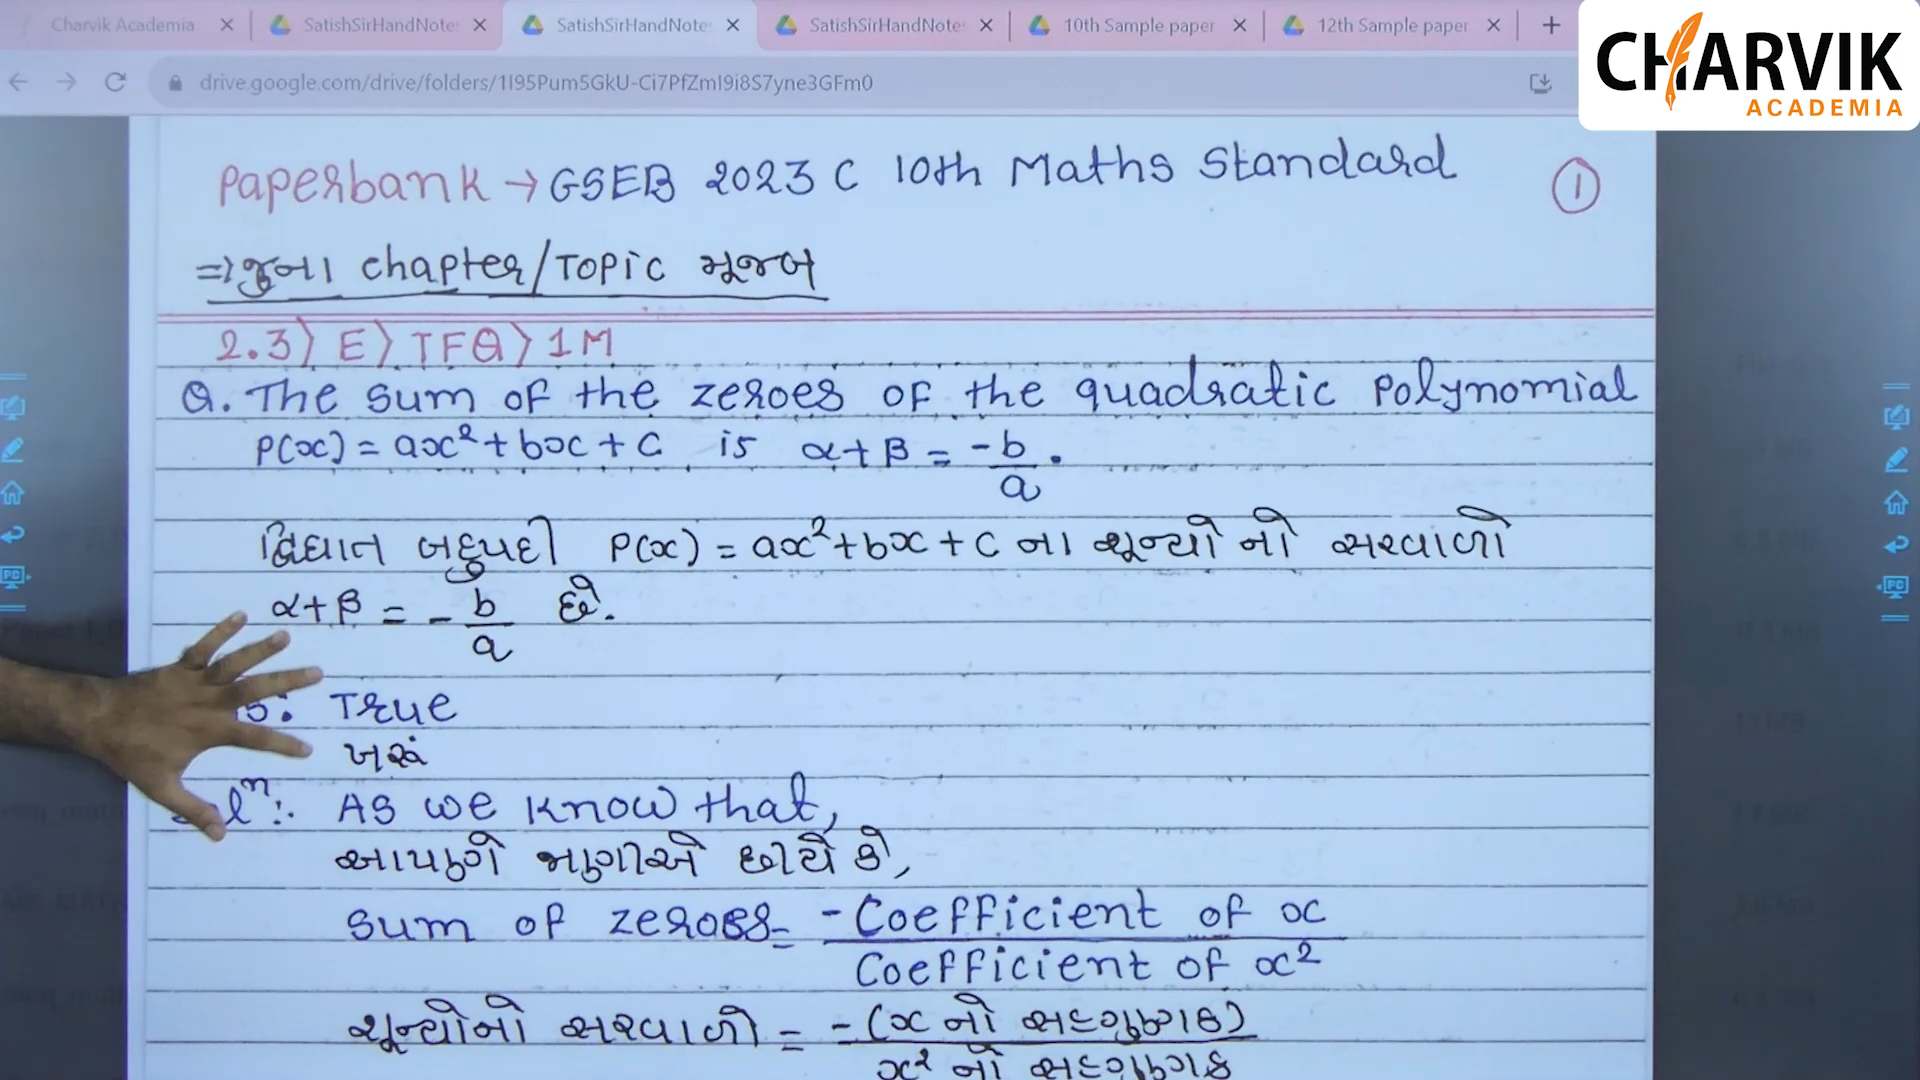 Charvik Academia
SatishSirHandNote
SatishSirHandNote
SatishSirHandNote
10th Sample paper
12th Sample paper
drive.google.com/drive/folders/1I95Pum5GkU-Ci7PfZmI9i8S7yne3GFm0
CHARVIK
ACADEMIA
Paperbank → GSEB 2023 C 10th Maths Standard
1
⇒ જુના chapter/Topic મુજબ
2.3) E) TFQ) 1M
Q. The sum of the zeroes of the quadratic Polynomial
P(x) = ax² + bx + c is α+β = -b/a.
દ્વિઘાત બહુપદી P(x) = ax² + bx + c ના શૂન્યો નો સરવાળો
α+β = -b/a છે.
True
ખરું
As we know that,
આપણે જાણીએ છીએ કે,
sum of zeroes = -Coefficient of x
Coefficient of x²
શૂન્યોનો સરવાળો = -(x નો સહગુણક)
x² નો સહગુણક